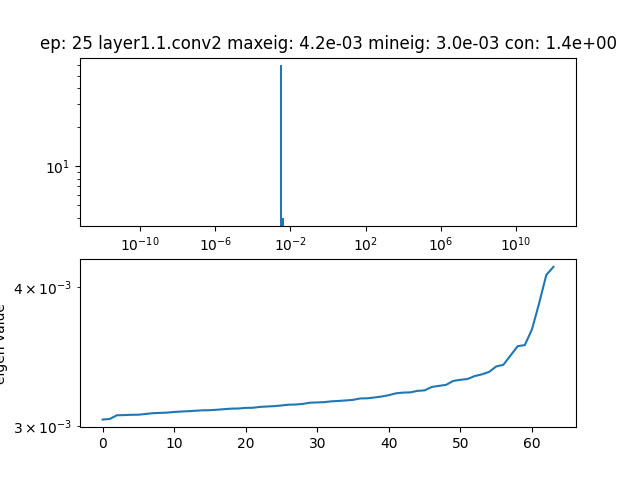 ep: 25 layer1.1.conv2 maxeig: 4.2e-03 mineig: 3.0e-03 con: 1.4e+00
10¹
10⁻¹⁰ 10⁻⁶ 10⁻² 10² 10⁶ 10¹⁰
4 × 10⁻³
eigen value
3 × 10⁻³
0 10 20 30 40 50 60